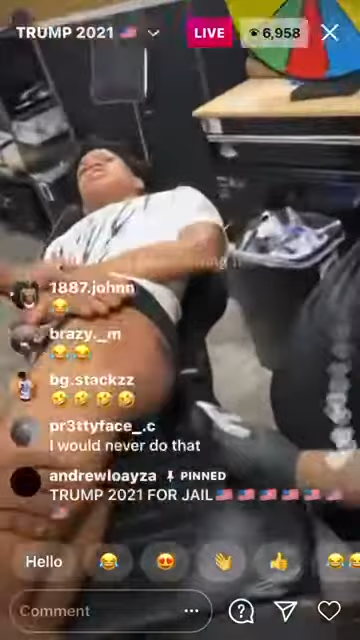 TRUMP 2021 🇺🇸
LIVE
6,958
1887.johnn
😂
brazy._m
😂😂
bg.stackzz
🤣🤣🤣🤣
pr3ttyface_.c
I would never do that
andrewloayza PINNED
TRUMP 2021 FOR JAIL🇺🇸🇺🇸🇺🇸🇺🇸🇺🇸🇺🇸
🇺🇸
Hello 😂 😍 👋 👍 😂😂
Comment